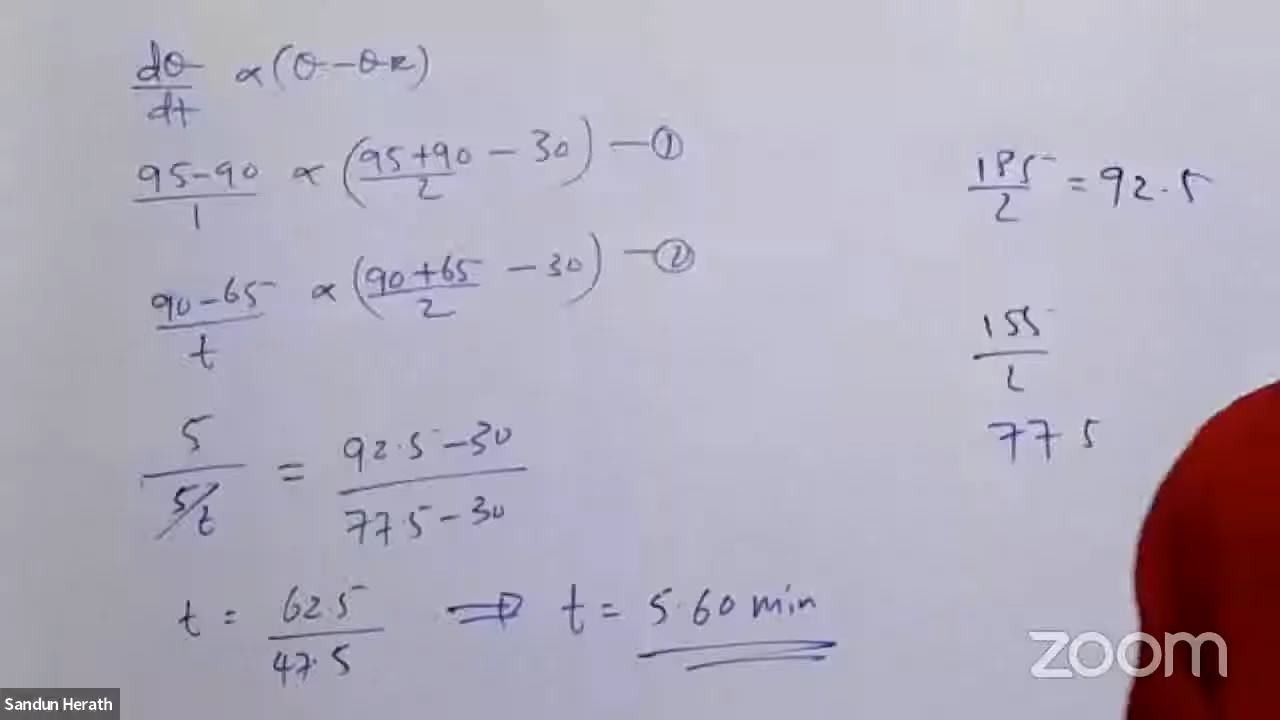 dθ/dt ∝ (θ - θR)
(95-90)/1 ∝ ((95+90)/2 - 30) — ①
(90-65)/t ∝ ((90+65)/2 - 30) — ②
5/(5/t) = (92.5-30)/(77.5-30)
t = 62.5/47.5 ⇒ t = 5.60 min
185/2 = 92.5
155/2
77 5
zoom
Sandun Herath